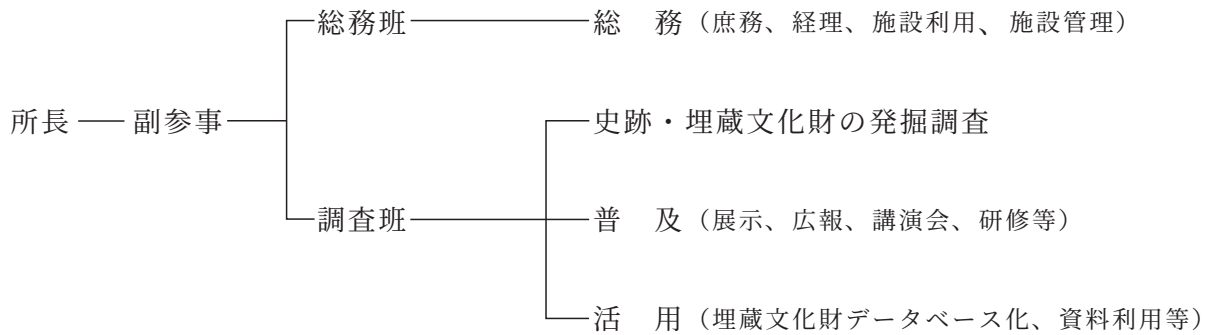 総務班 総　務（庶務、経理、施設利用、施設管理）
所長 副参事 史跡・埋蔵文化財の発掘調査
調査班 普　及（展示、広報、講演会、研修等）
活　用（埋蔵文化財データベース化、資料利用等）